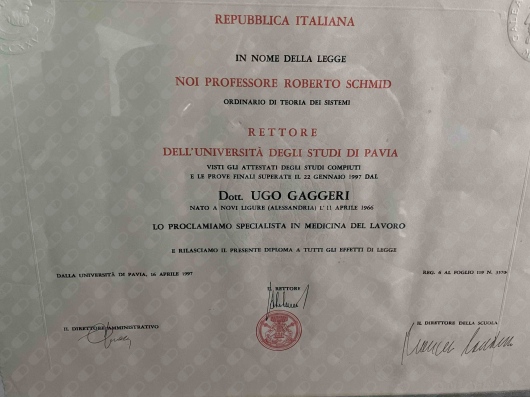 REPUBBLICA ITALIANA
IN NOME DELLA LEGGE
NOI PROFESSORE ROBERTO SCHMID
ORDINARIO DI TEORIA DEI SISTEMI
RETTORE
DELL'UNIVERSITÀ DEGLI STUDI DI PAVIA
VISTI GLI ATTESTATI DEGLI STUDI COMPIUTI
E LE PROVE FINALI SUPERATE IL 22 GENNAIO 1997 DAL
Dott. UGO GAGGERI
NATO A NOVI LIGURE (ALESSANDRIA) L'11 APRILE 1966
LO PROCLAMIAMO SPECIALISTA IN MEDICINA DEL LAVORO
E RILASCIAMO IL PRESENTE DIPLOMA A TUTTI GLI EFFETTI DI LEGGE
DALLA UNIVERSITÀ DI PAVIA, 16 APRILE 1997
REG. 6 AL FOGLIO N.
IL RETTORE
IL DIRETTORE AMMINISTRATIVO
IL DIRETTORE DELLA SCUOLA